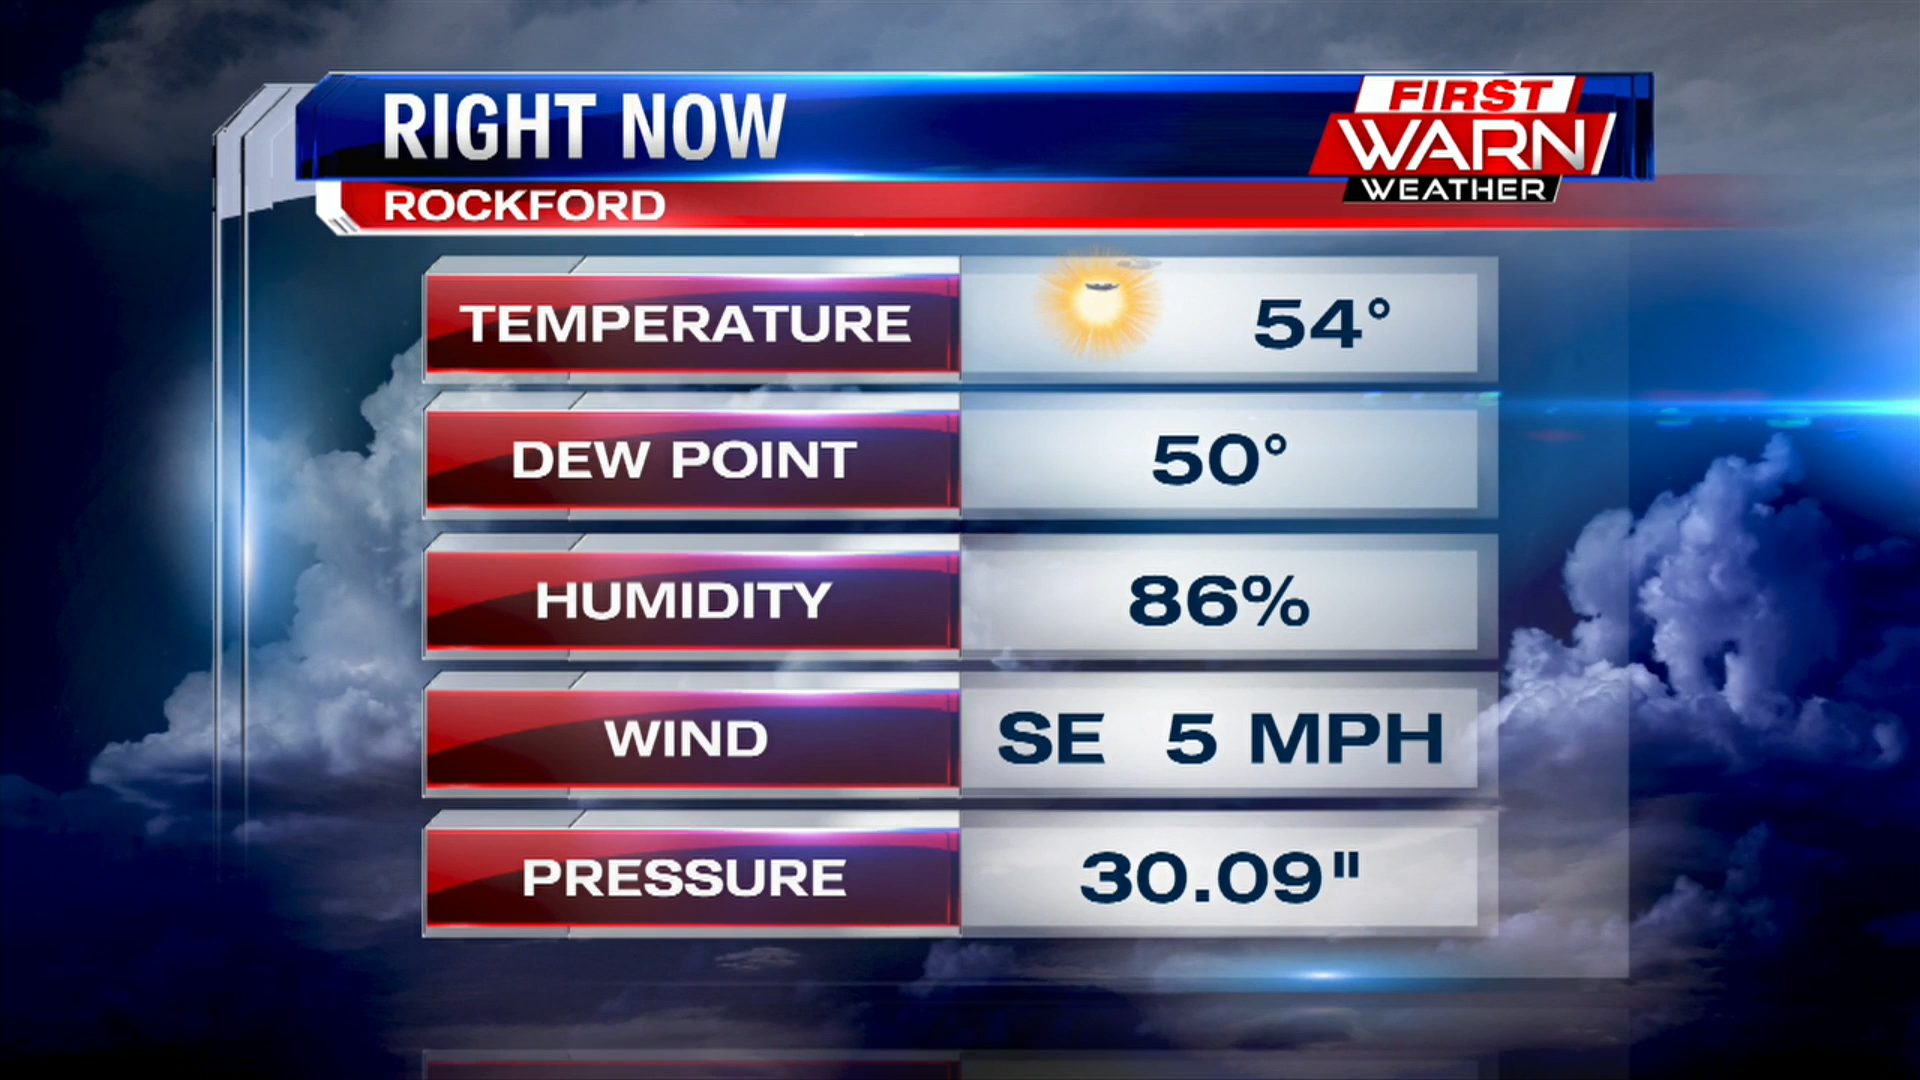 RIGHT NOW
FIRST
WARN
WEATHER
ROCKFORD
TEMPERATURE 54°
DEW POINT 50°
HUMIDITY 86%
WIND SE 5 MPH
PRESSURE 30.09"